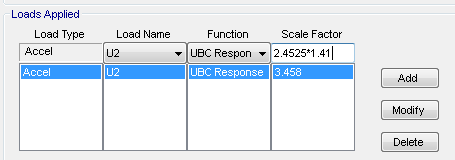 Loads Applied
Load Type Load Name Function Scale Factor
Accel U2 UBC Respon 2.4525*1.41
Accel U2 UBC Response 3.458
Add
Modify
Delete